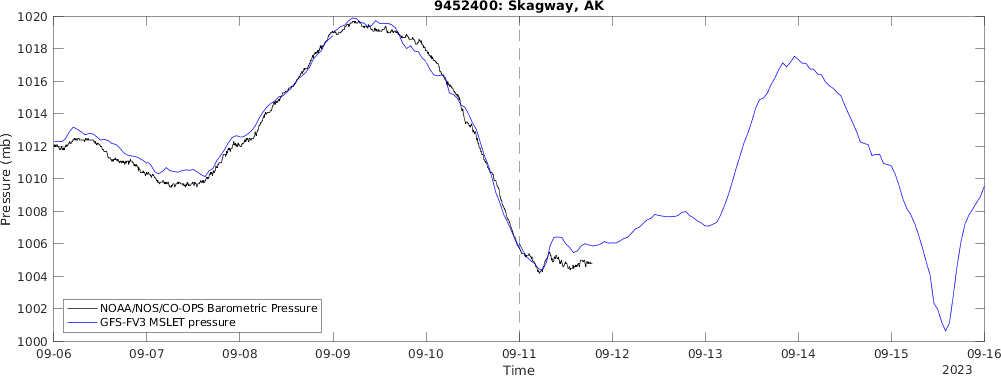 9452400: Skagway, AK
Pressure (mb)
1020
1018
1016
1014
1012
1010
1008
1006
1004
1002
1000
NOAA/NOS/CO-OPS Barometric Pressure
GFS-FV3 MSLET pressure
09-06 09-07 09-08 09-09 09-10 09-11 09-12 09-13 09-14 09-15 09-16
Time
2023